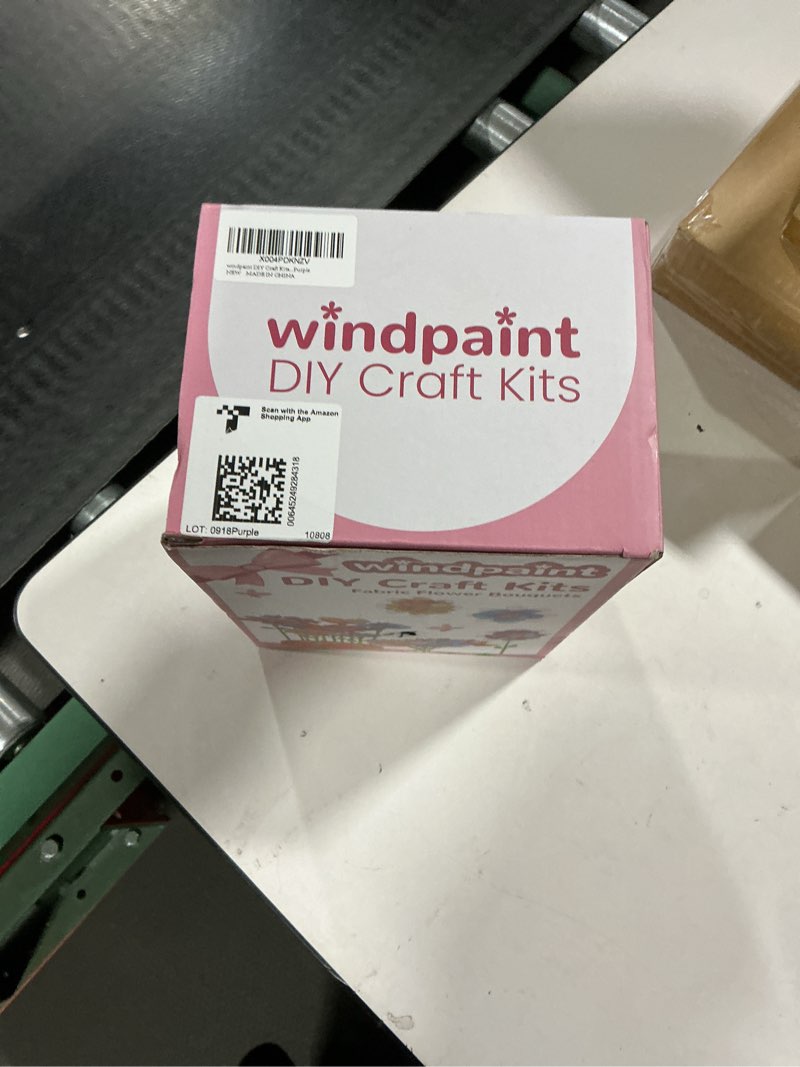 X004PDKNZV
windpaint DIY Craft Kits, Purple
NEW MADE IN CHINA
windpaint
DIY Craft Kits
Scan with the Amazon
Shopping App
00645249284318
LOT: 0918Purple
10808
windpaint
DIY Craft Kits
Fabric Flower Bouquets